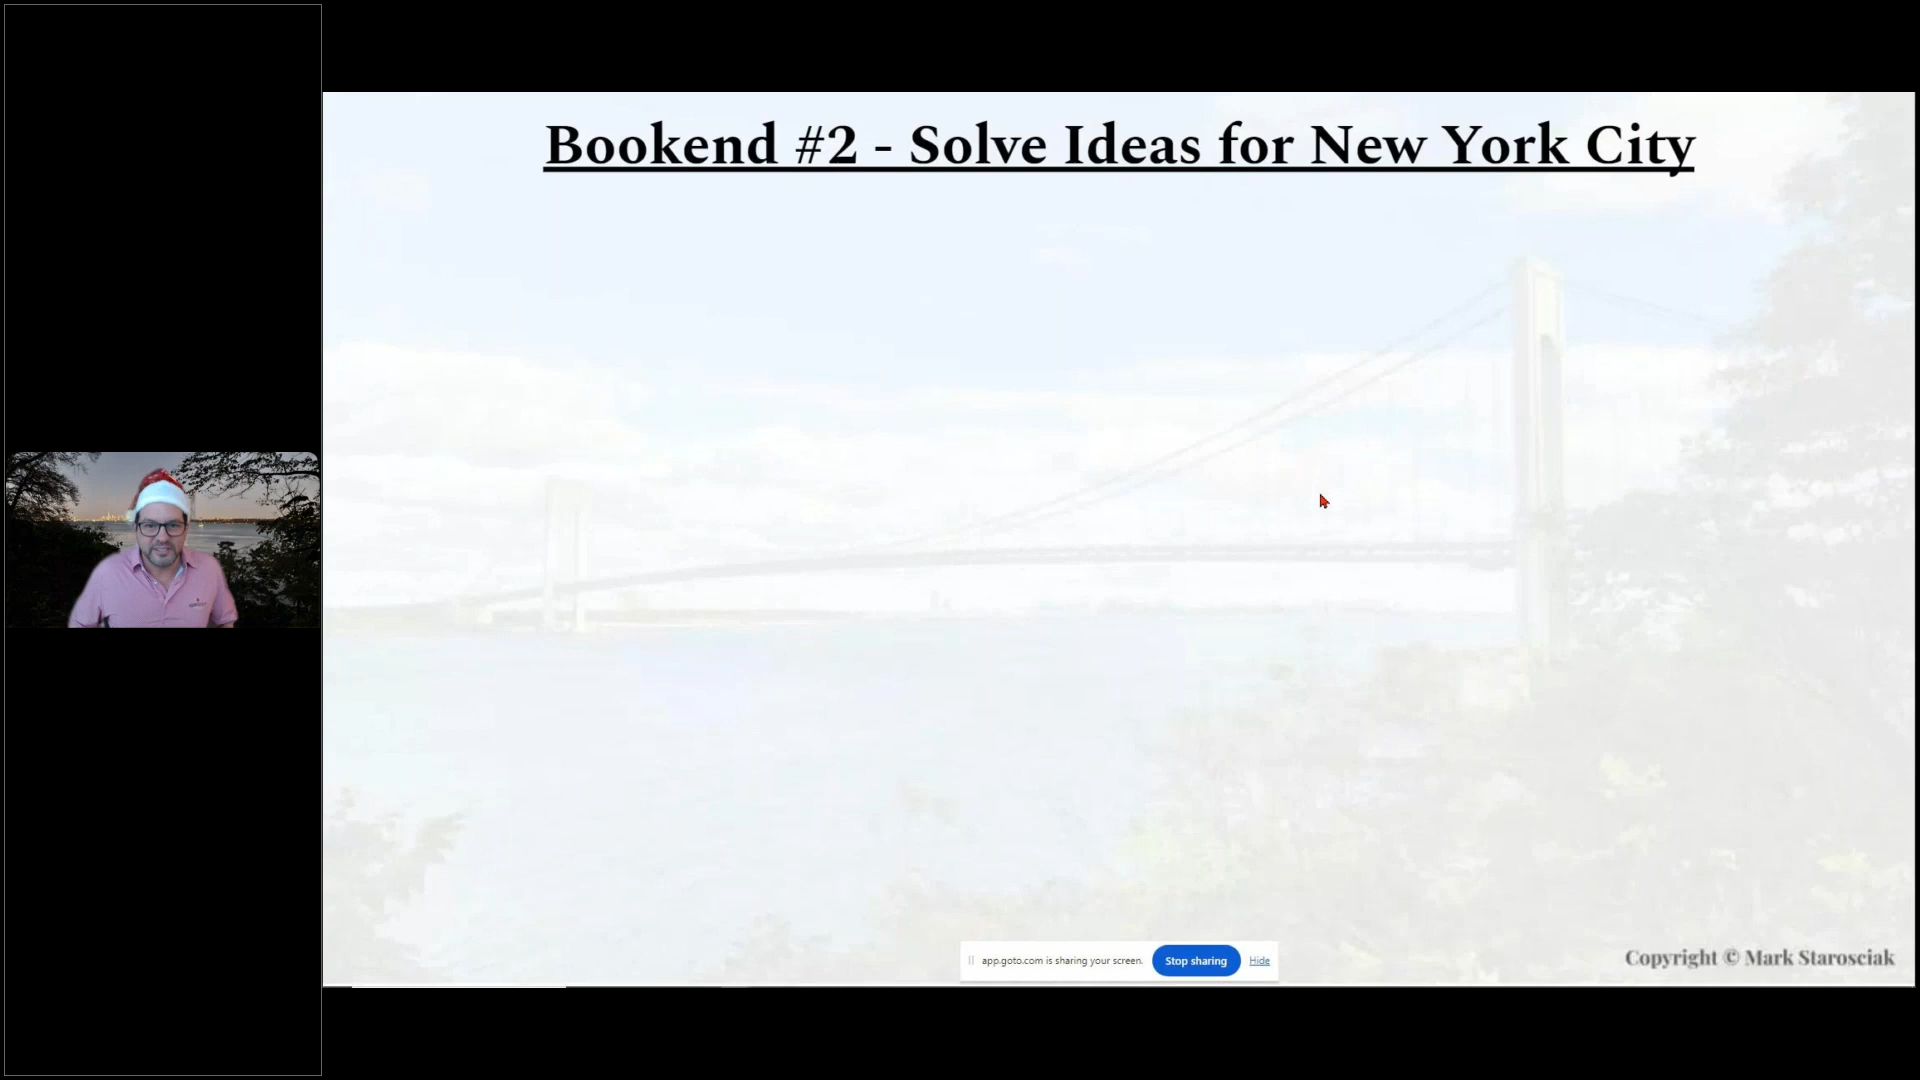 Bookend #2 - Solve Ideas for New York City
app.goto.com is sharing your screen.
Stop sharing
Hide
Copyright © Mark Starosciak